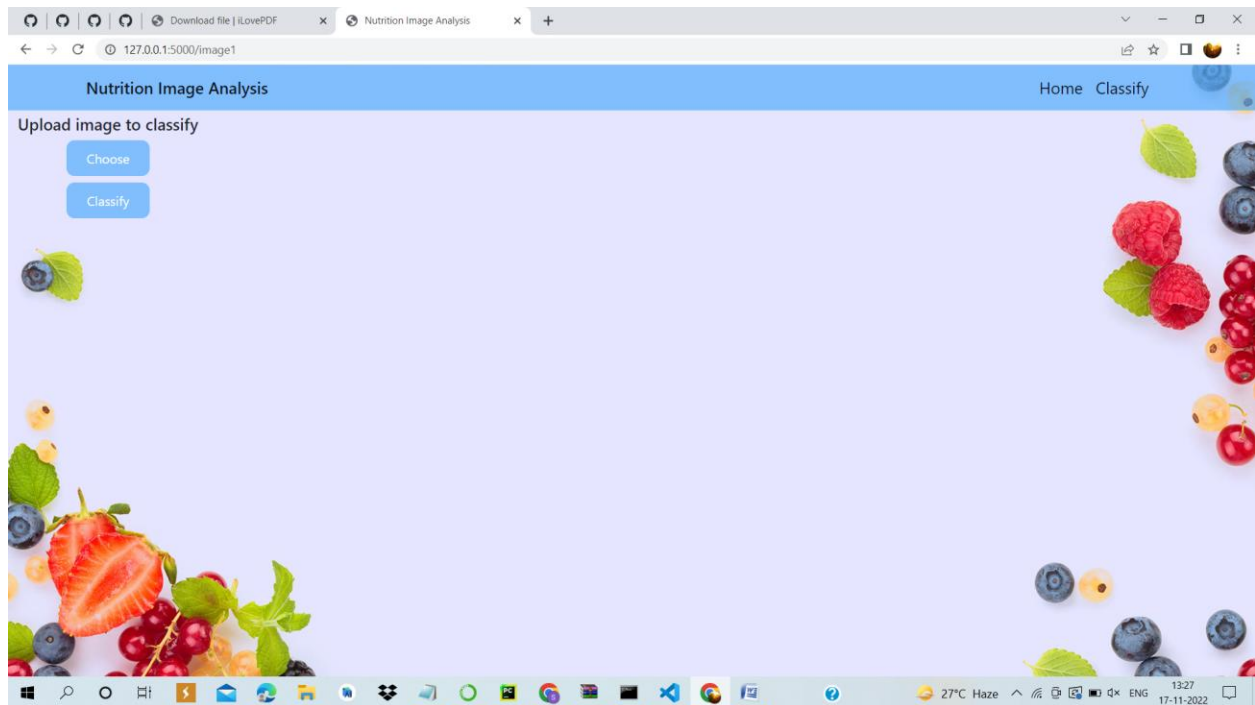 Download file | iLovePDF
Nutrition Image Analysis
127.0.0.1:5000/image1
Nutrition Image Analysis
Home Classify
Upload image to classify
Choose
Classify
27°C Haze
ENG
13:27
17-11-2022